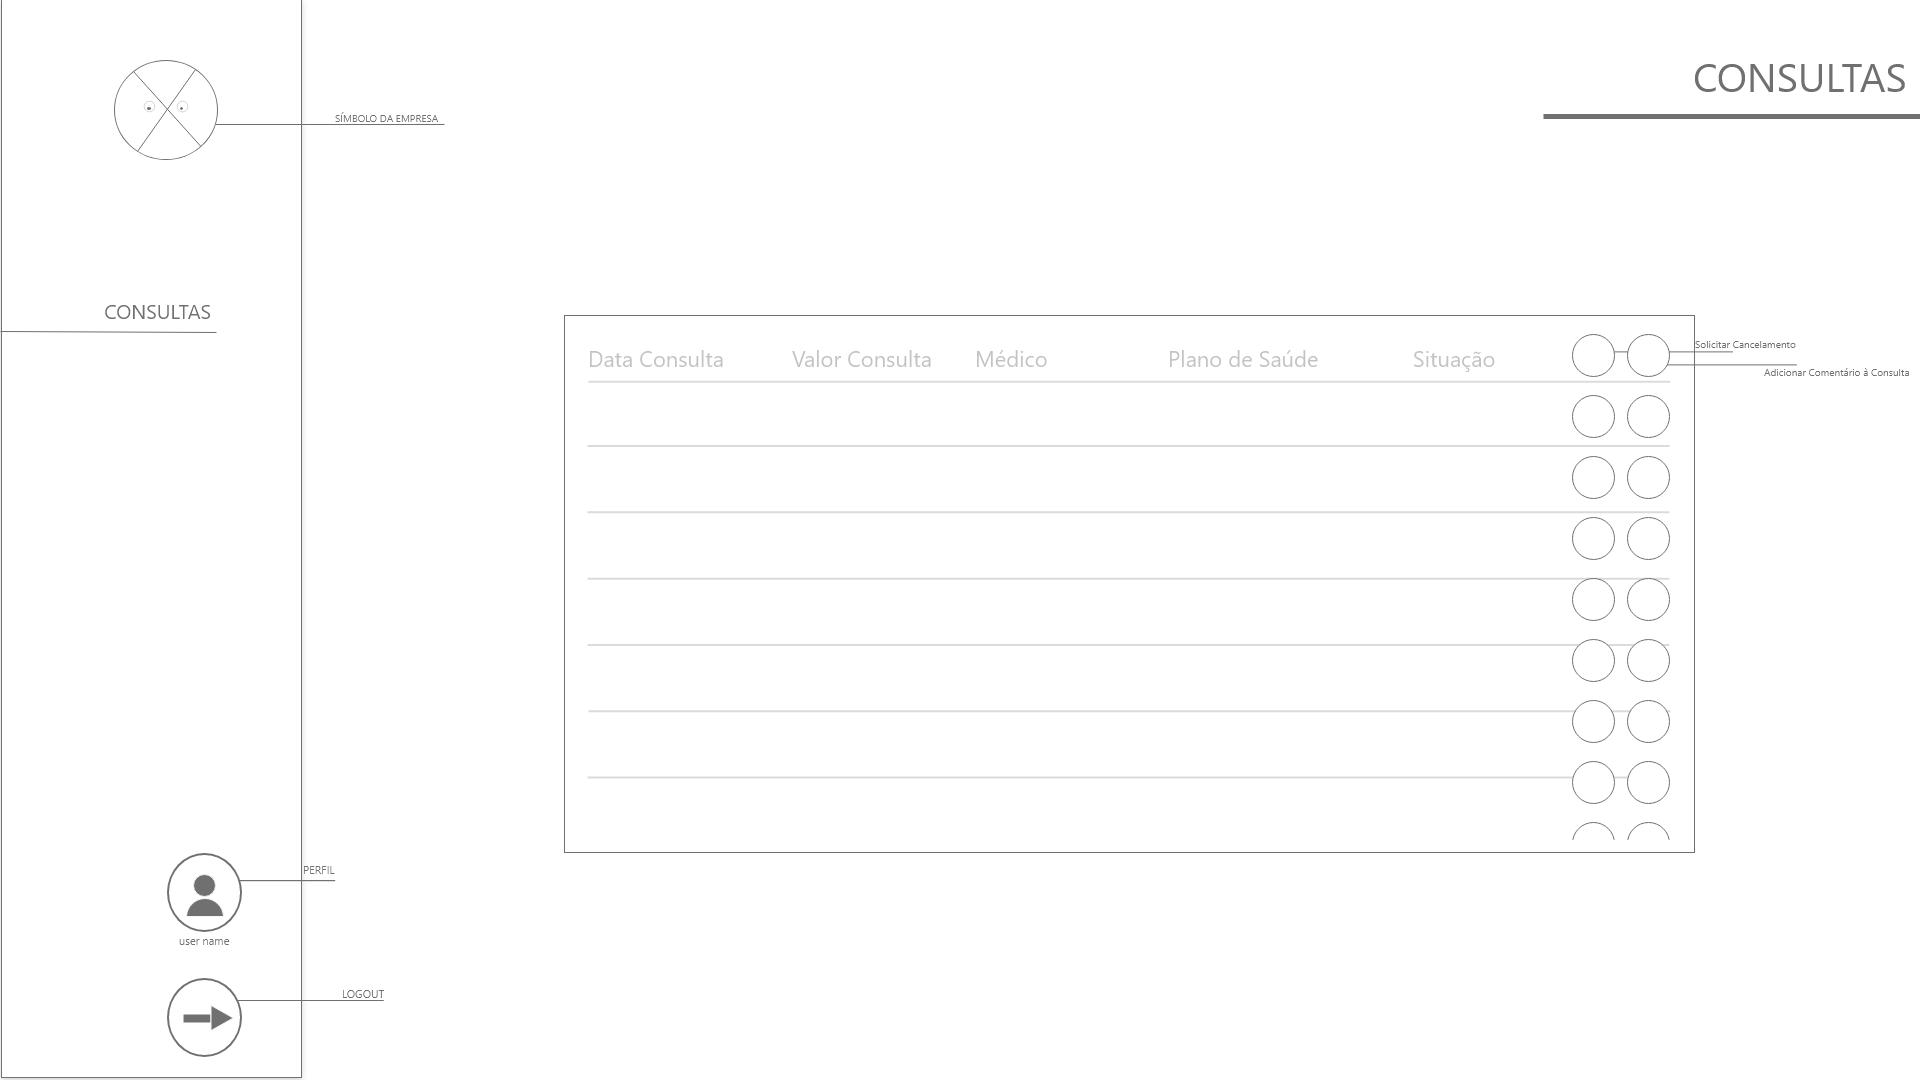 CONSULTAS
SÍMBOLO DA EMPRESA
CONSULTAS
Data Consulta Valor Consulta Médico Plano de Saúde Situação
Solicitar Cancelamento
Adicionar Comentário à Consulta
PERFIL
user name
LOGOUT